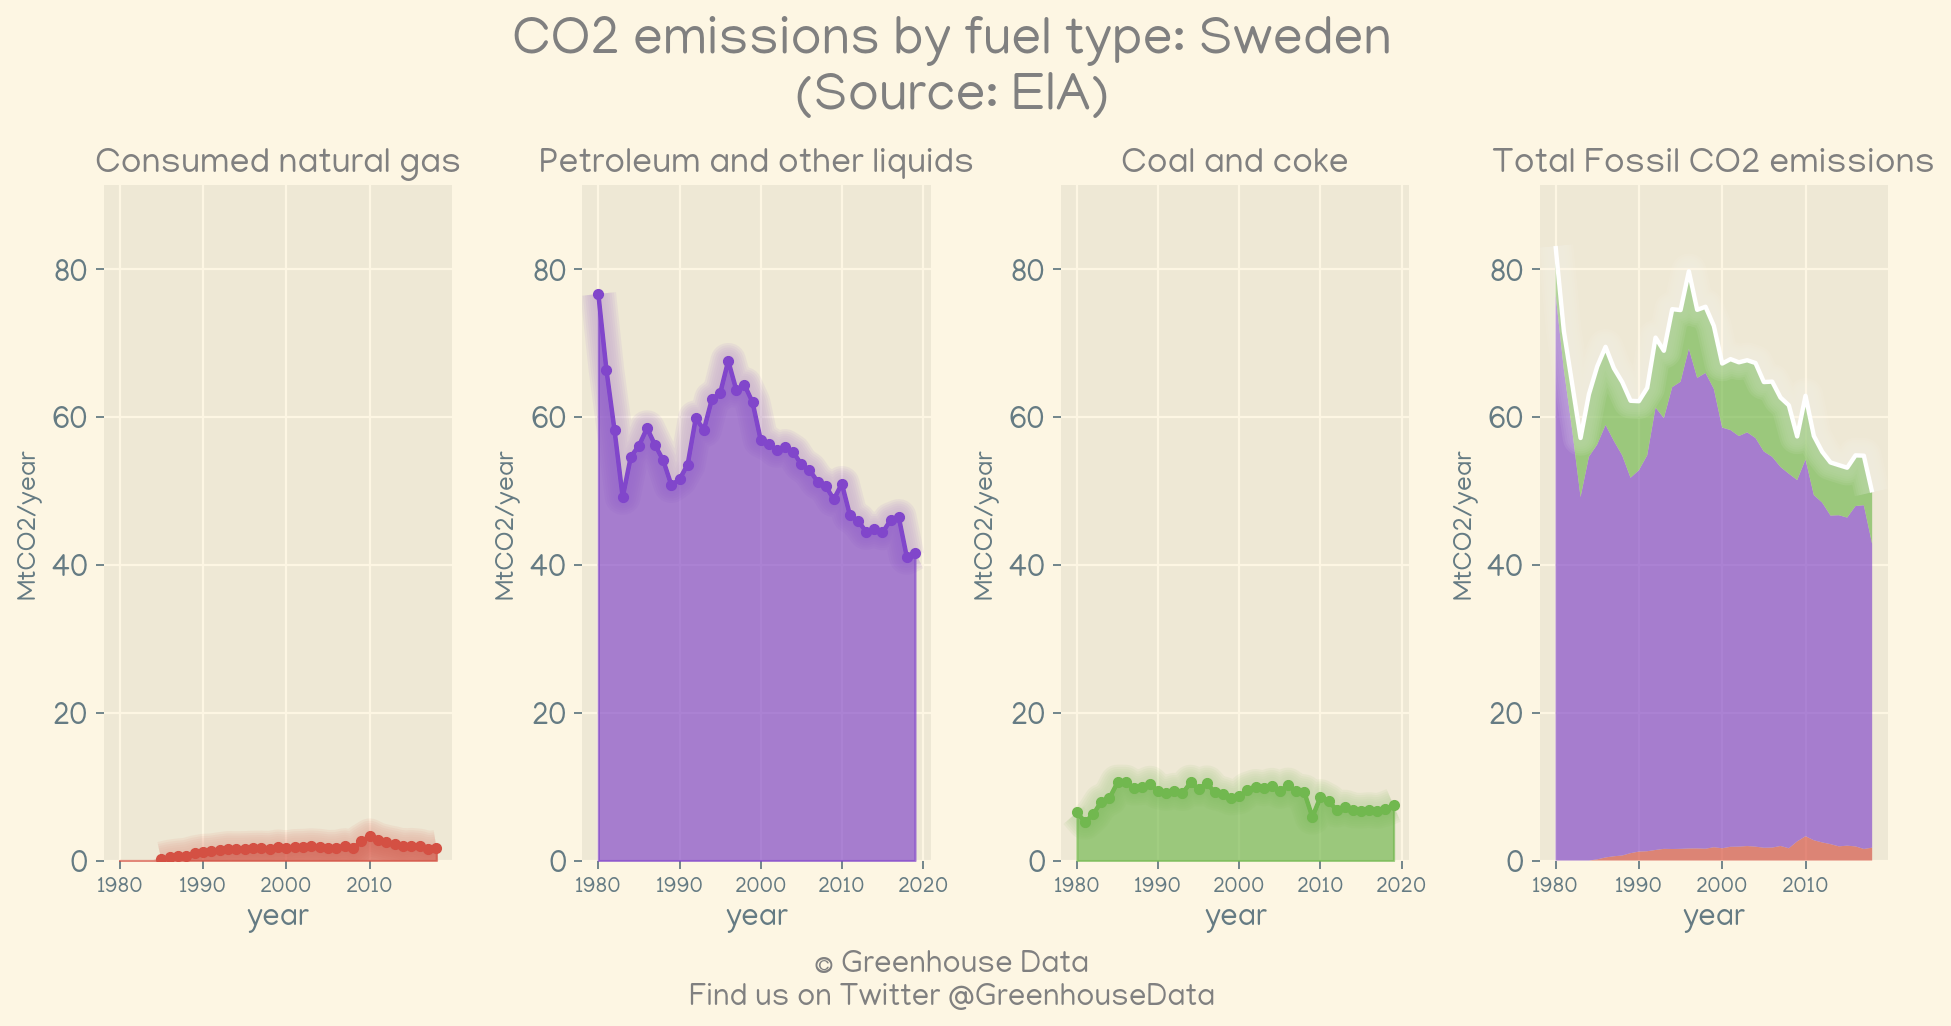 CO2 emissions by fuel type: Sweden
(Source: EIA)
Consumed natural gas
Petroleum and other liquids
Coal and coke
Total Fossil CO2 emissions
MtCO2/year
80
60
40
20
0
1980 1990 2000 2010
year
MtCO2/year
80
60
40
20
0
1980 1990 2000 2010 2020
year
MtCO2/year
80
60
40
20
0
1980 1990 2000 2010 2020
year
MtCO2/year
80
60
40
20
0
1980 1990 2000 2010
year
© Greenhouse Data
Find us on Twitter @GreenhouseData